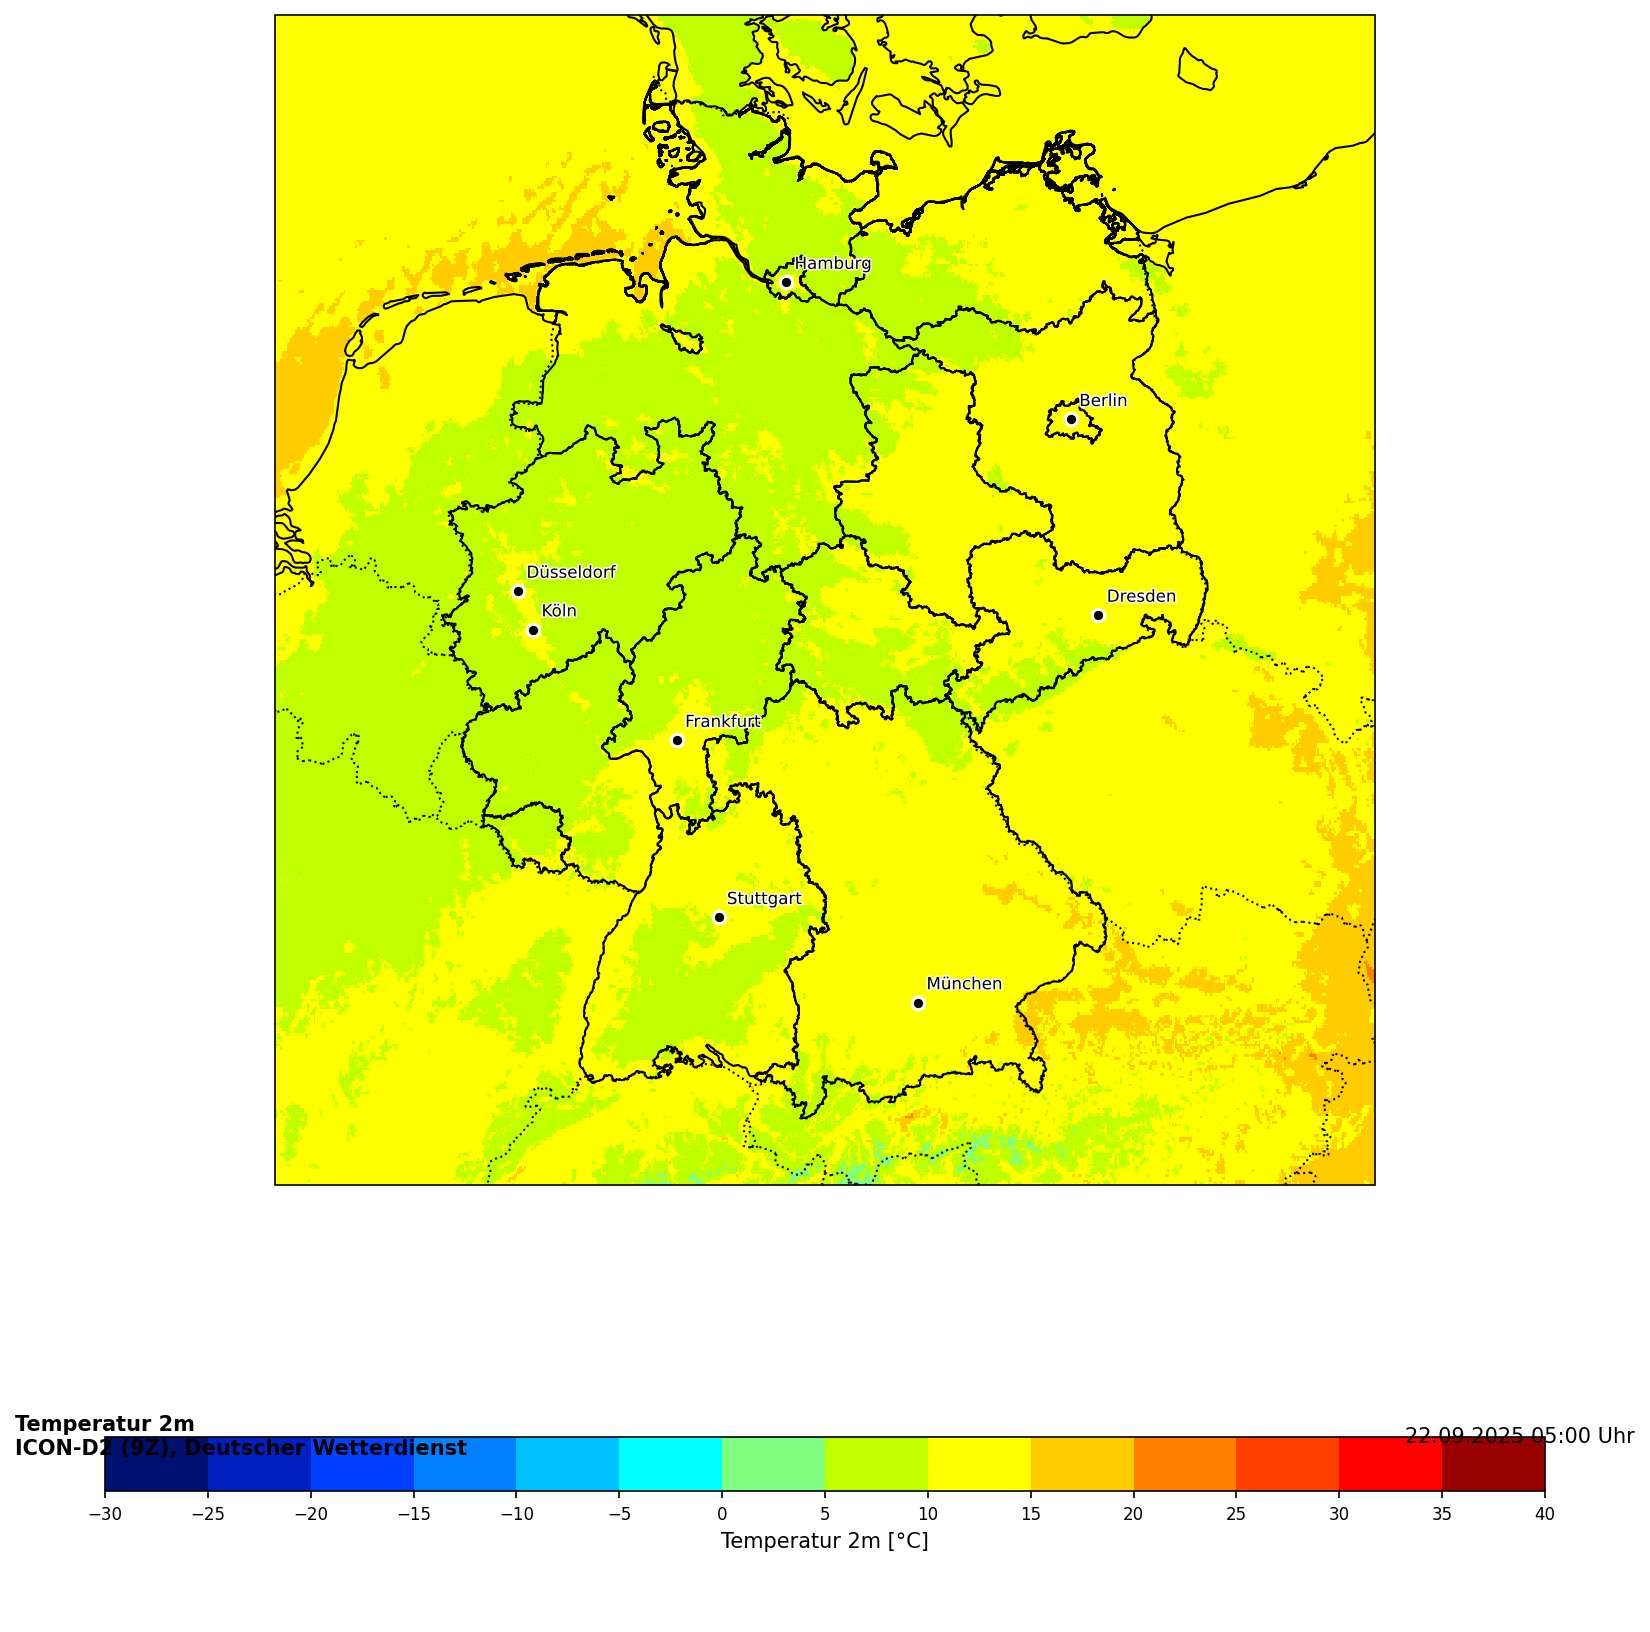 Hamburg
Berlin
Düsseldorf
Köln
Dresden
Frankfurt
Stuttgart
München
Temperatur 2m
ICON-D2 (9Z), Deutscher Wetterdienst
22.09.2025 05:00 Uhr
−30 −25 −20 −15 −10 −5 0 5 10 15 20 25 30 35 40
Temperatur 2m [°C]